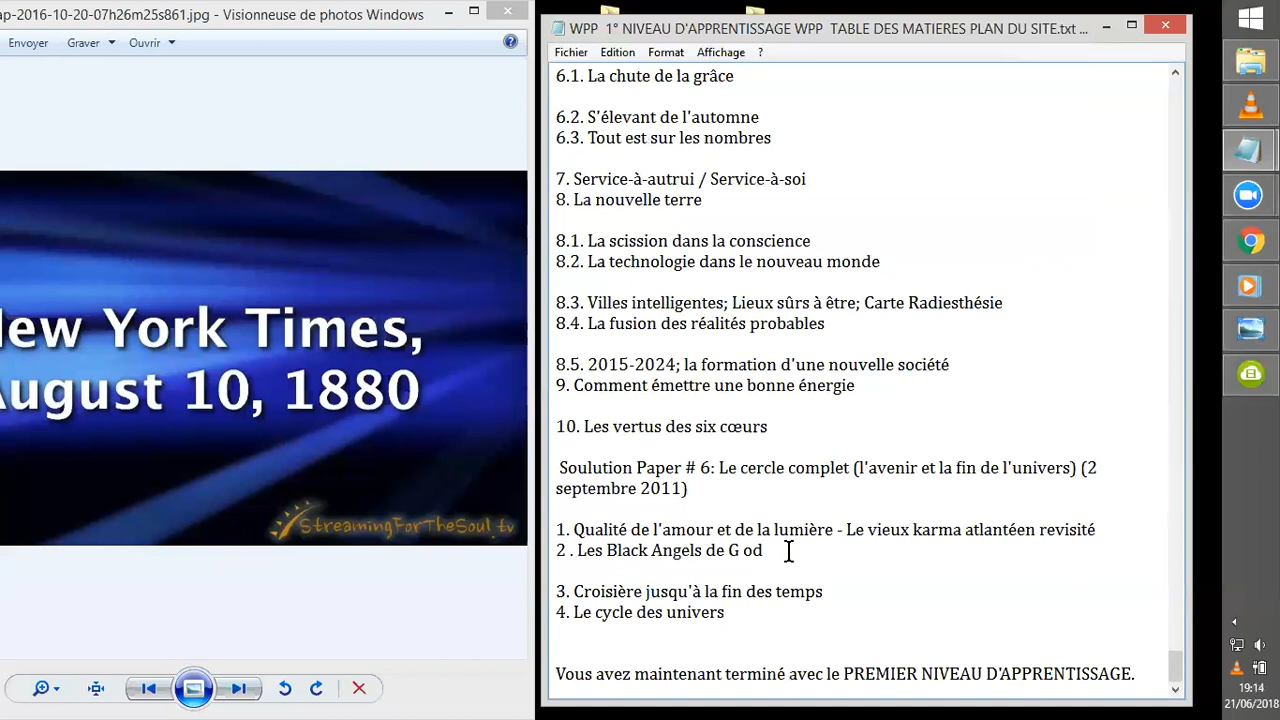 ap-2016.10.20-07h26m25s861.jpg - Visionneuse de photos Windows
Envoyer Graver Ouvrir
New York Times,
August 10, 1880
StreamingForTheSoul.tv
WPP 1° NIVEAU D'APPRENTISSAGE WPP TABLE DES MATIERES PLAN DU SITE.txt ...
Fichier Edition Format Affichage ?
6.1. La chute de la grâce
6.2. S'élevant de l'automne
6.3. Tout est sur les nombres
7. Service-à-autrui / Service-à-soi
8. La nouvelle terre
8.1. La scission dans la conscience
8.2. La technologie dans le nouveau monde
8.3. Villes intelligentes; Lieux sûrs à être; Carte Radiesthésie
8.4. La fusion des réalités probables
8.5. 2015-2024; la formation d'une nouvelle société
9. Comment émettre une bonne énergie
10. Les vertus des six cœurs
Soulution Paper # 6: Le cercle complet (l'avenir et la fin de l'univers) (2
septembre 2011)
1. Qualité de l'amour et de la lumière - Le vieux karma atlantéen revisité
2 . Les Black Angels de G od
3. Croisière jusqu'à la fin des temps
4. Le cycle des univers
Vous avez maintenant terminé avec le PREMIER NIVEAU D'APPRENTISSAGE.
19:14
21/06/2018